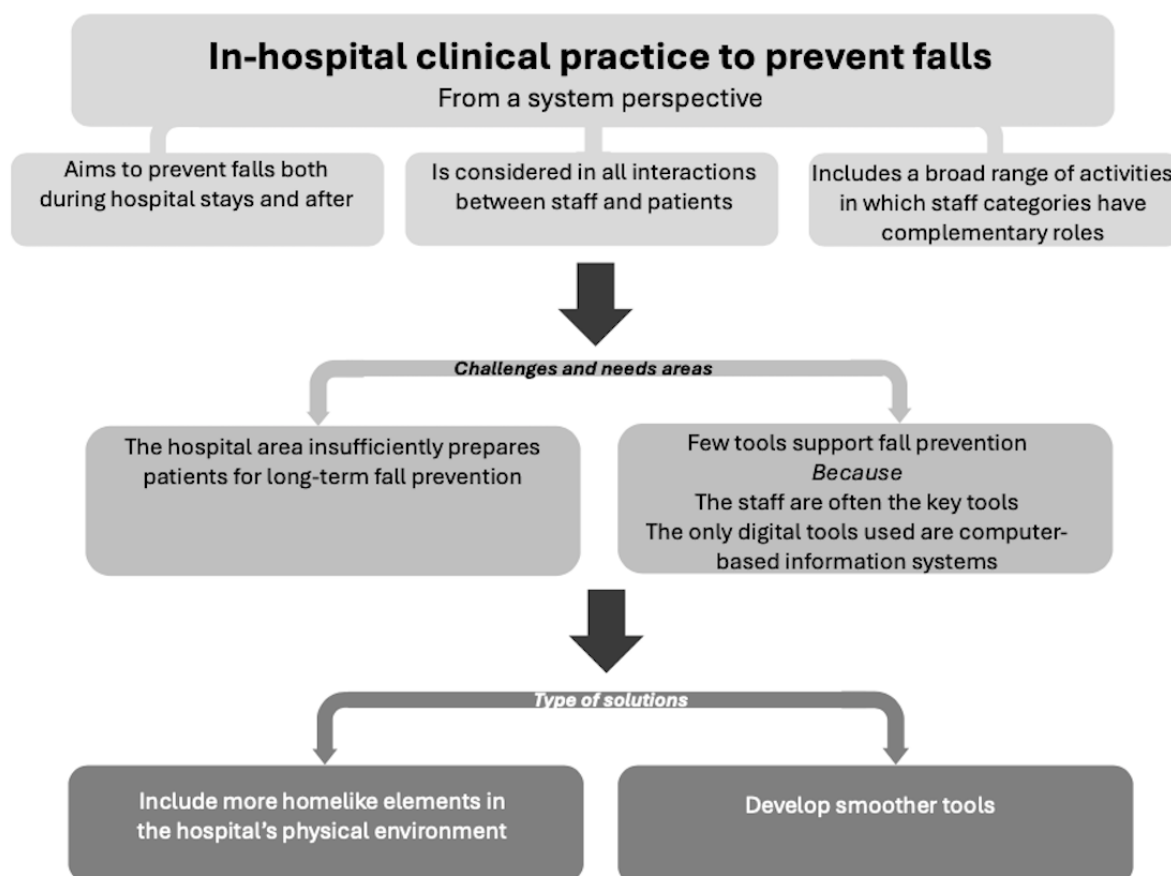 In-hospital clinical practice to prevent falls
From a system perspective
Aims to prevent falls both
during hospital stays and after
Is considered in all interactions
between staff and patients
Includes a broad range of activities
in which staff categories have
complementary roles
Challenges and needs areas
The hospital area insufficiently prepares
patients for long-term fall prevention
Few tools support fall prevention
Because
The staff are often the key tools
The only digital tools used are computer-
based information systems
Type of solutions
Include more homelike elements in
the hospital’s physical environment
Develop smoother tools